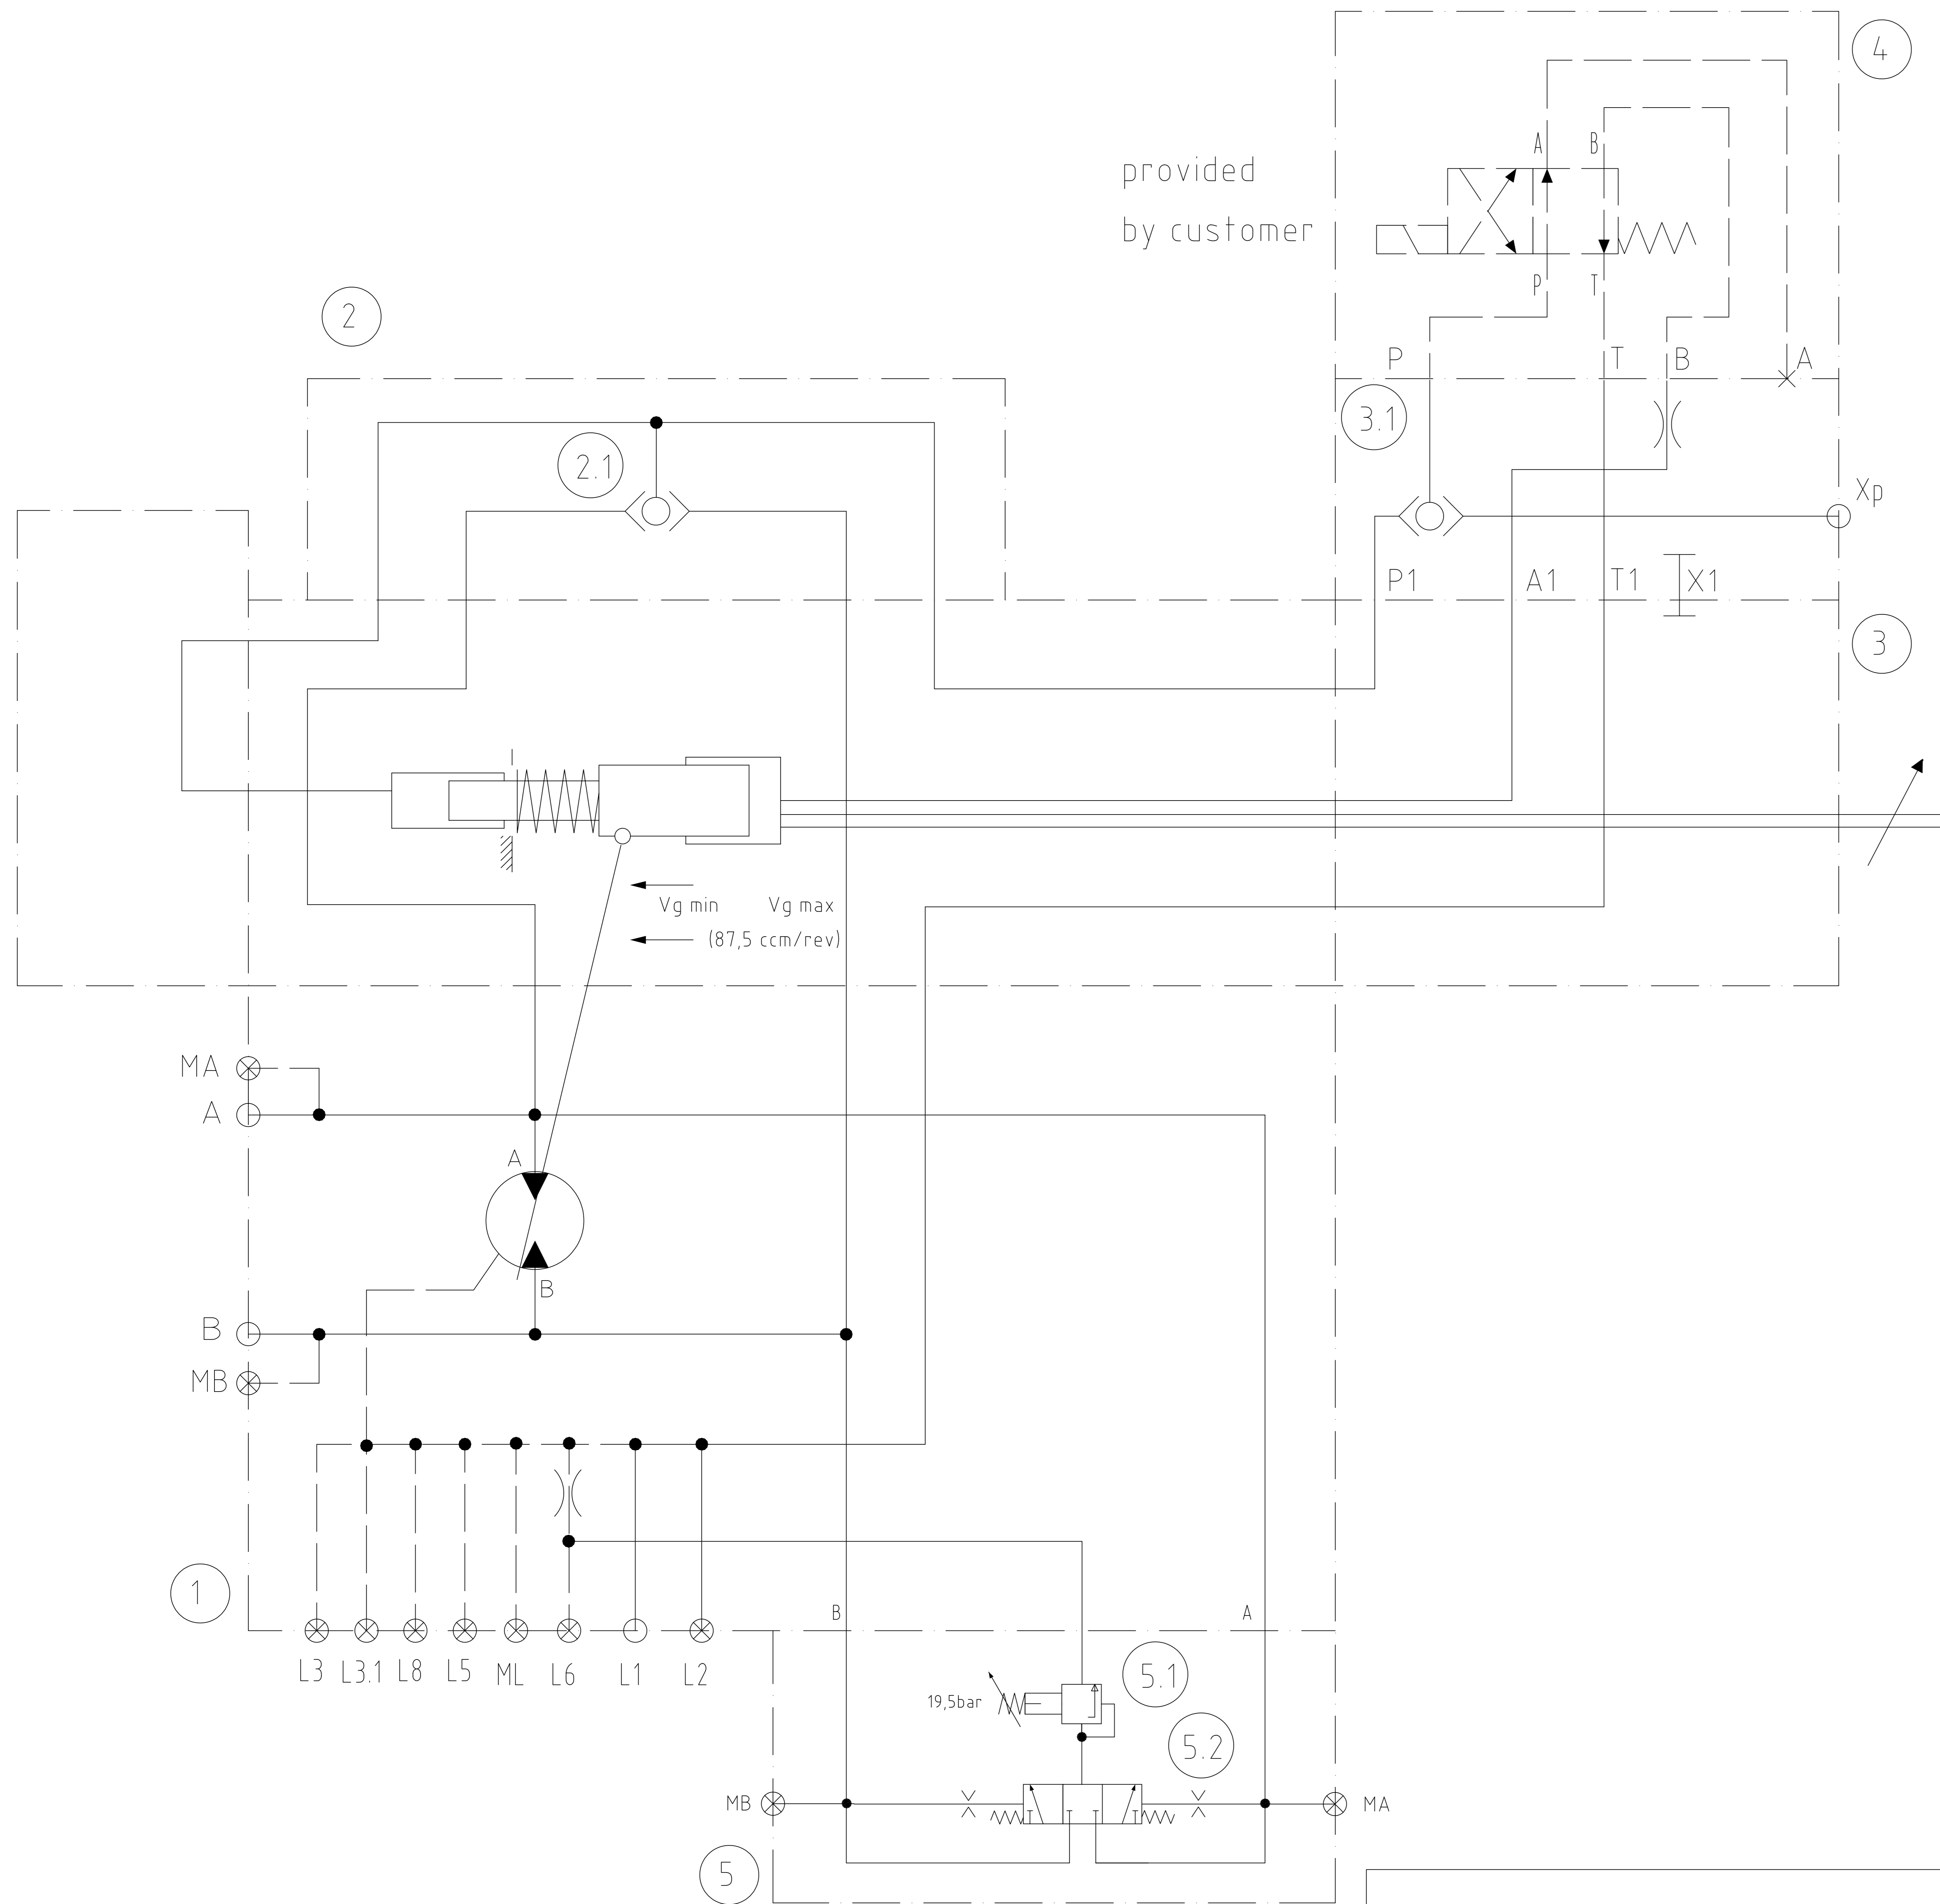 4
A B
provided
by customer
P T
2
P T B A
3.1
2.1
Xp
P1 A1 T1 X1
3
Vg min Vg max
(87,5 ccm/rev)
MA
A
A
B
B
MB
1
B A
L3 L3.1 L8 L5 ML L6 L1 L2
5.1
19,5bar
5.2
MB MA
5